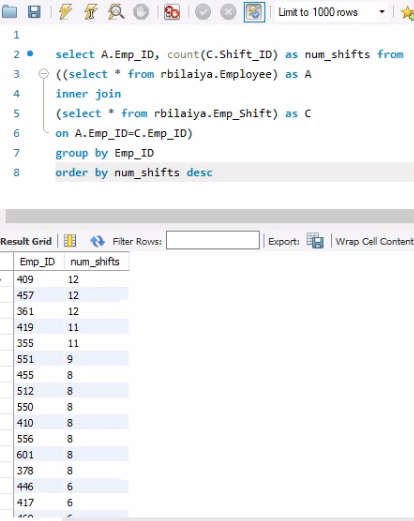 Limit to 1000 rows
1
2 select A.Emp_ID, count(C.Shift_ID) as num_shifts from
3 ((select * from rbilaiya.Employee) as A
4 inner join
5 (select * from rbilaiya.Emp_Shift) as C
6 on A.Emp_ID=C.Emp_ID)
7 group by Emp_ID
8 order by num_shifts desc
Result Grid Filter Rows: Export: Wrap Cell Content
Emp_ID num_shifts
409 12
457 12
361 12
419 11
355 11
551 9
455 8
512 8
550 8
410 8
556 8
601 8
378 8
446 6
417 6